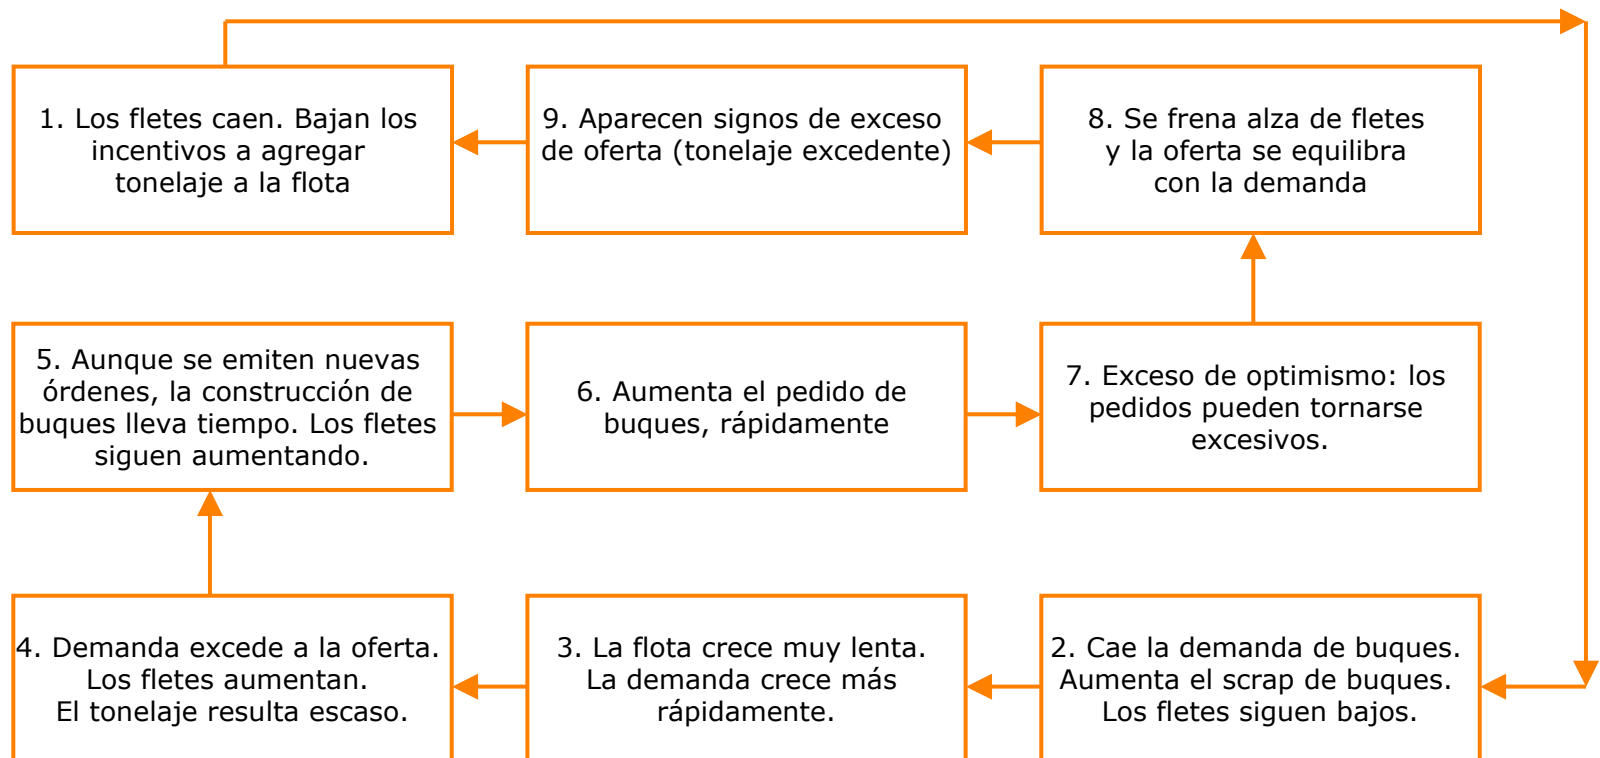 1. Los fletes caen. Bajan los
incentivos a agregar
tonelaje a la flota
9. Aparecen signos de exceso
de oferta (tonelaje excedente)
8. Se frena alza de fletes
y la oferta se equilibra
con la demanda
5. Aunque se emiten nuevas
órdenes, la construcción de
buques lleva tiempo. Los fletes
siguen aumentando.
6. Aumenta el pedido de
buques, rápidamente
7. Exceso de optimismo: los
pedidos pueden tornarse
excesivos.
4. Demanda excede a la oferta.
Los fletes aumentan.
El tonelaje resulta escaso.
3. La flota crece muy lenta.
La demanda crece más
rápidamente.
2. Cae la demanda de buques.
Aumenta el scrap de buques.
Los fletes siguen bajos.